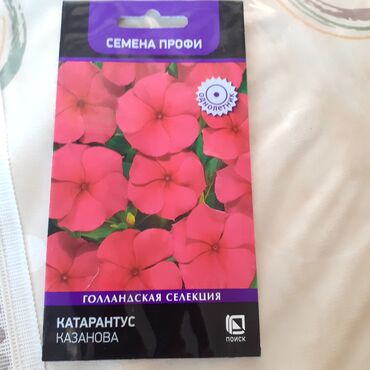 СЕМЕНА ПРОФИ
ОДНОЛЕТНИК
ГОЛЛАНДСКАЯ СЕЛЕКЦИЯ
КАТАРАНТУС
КАЗАНОВА
ПОИСК